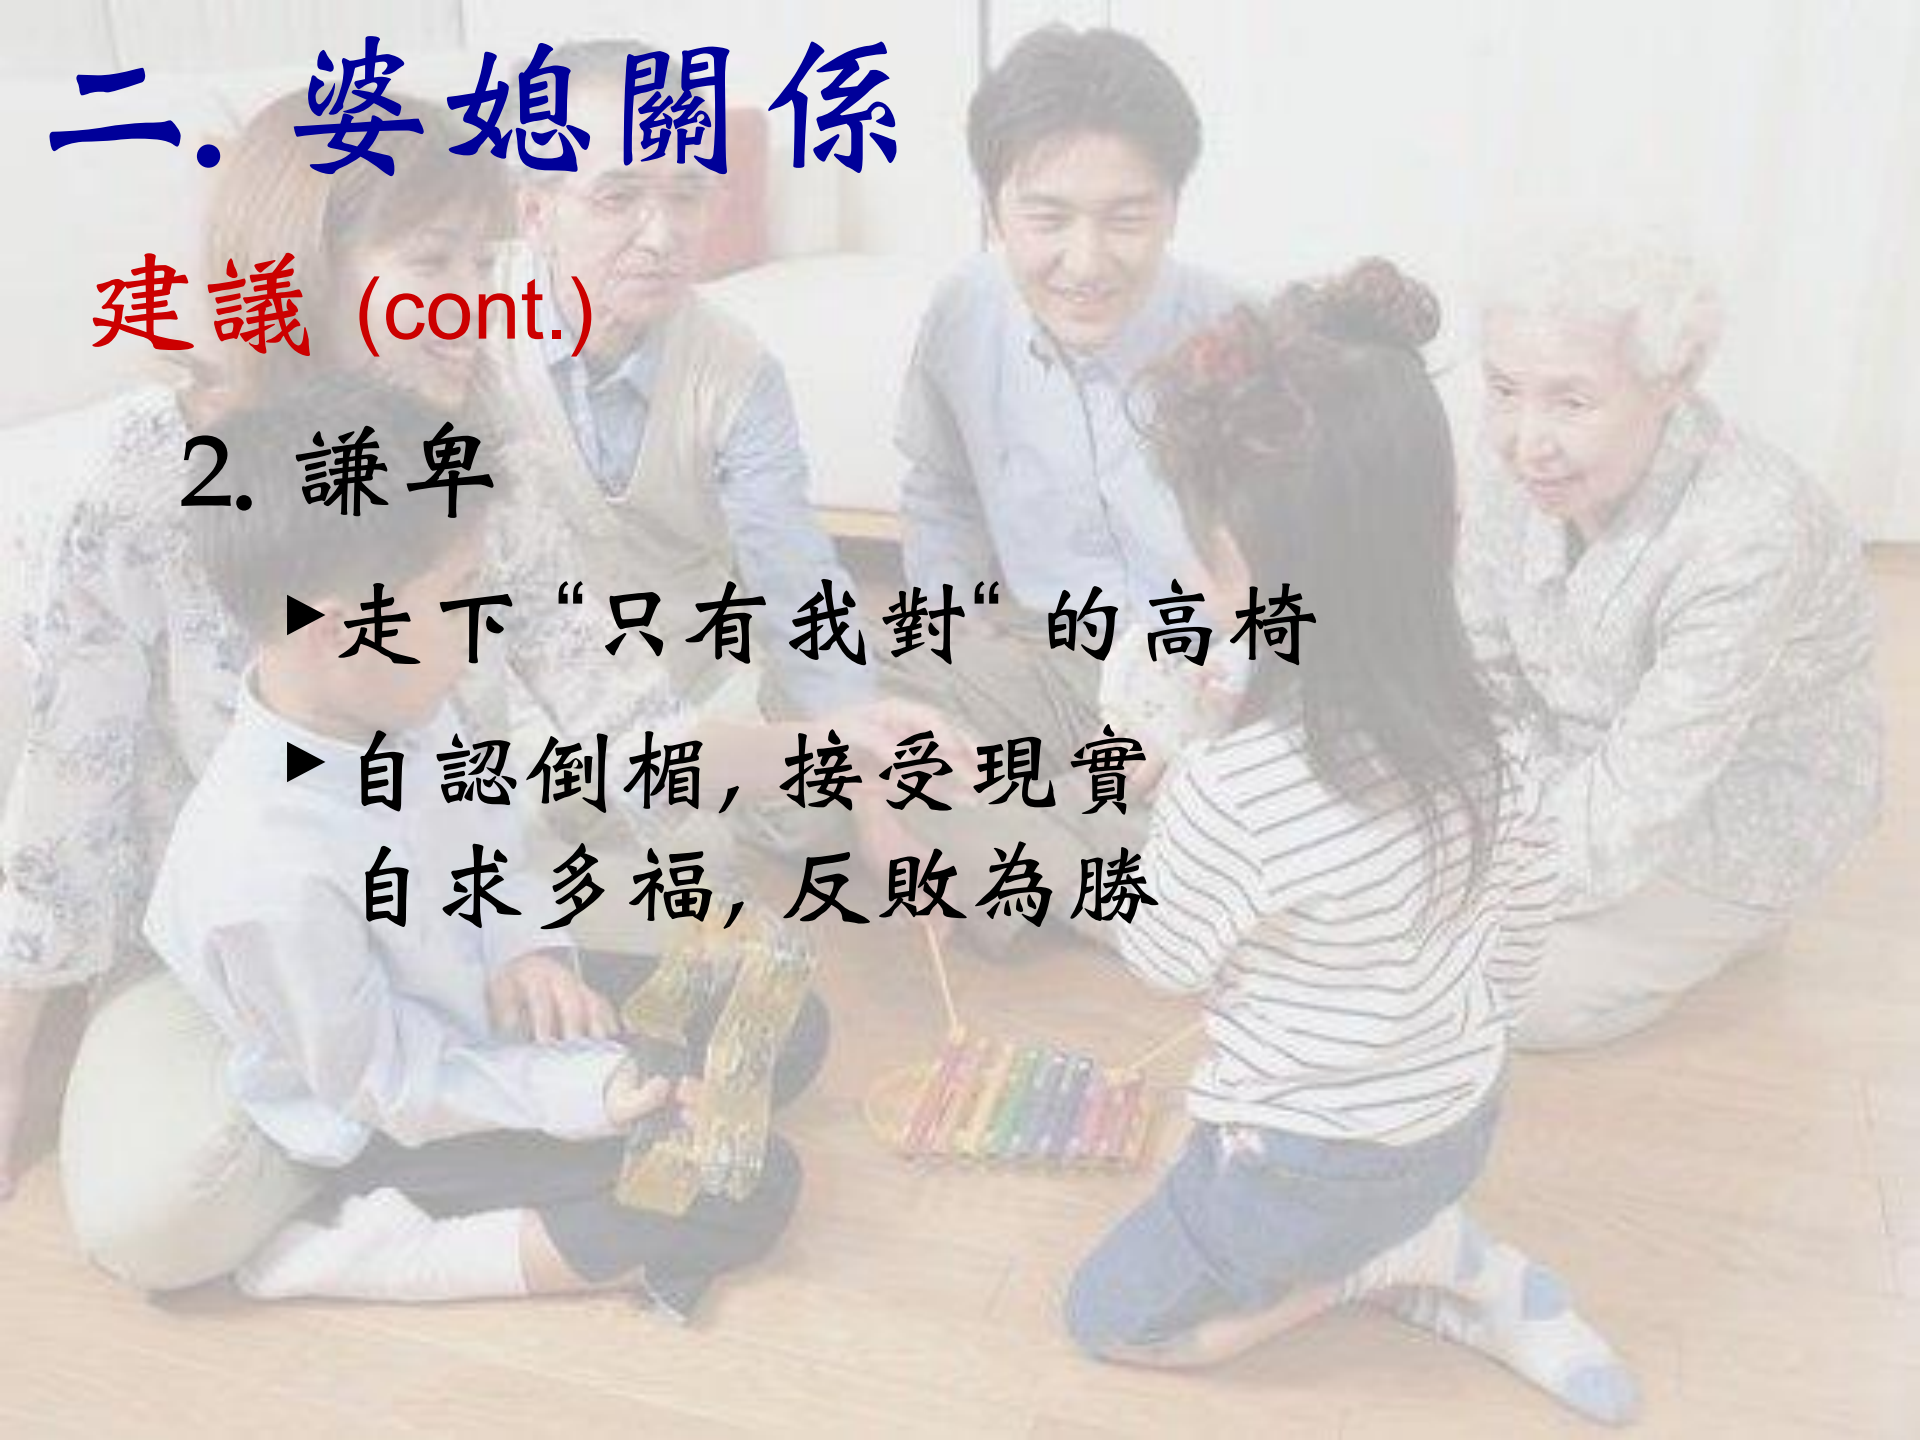 二. 婆媳關係
建議 (cont.)
2. 謙卑
▶走下 “只有我對“ 的高椅
▶自認倒楣, 接受現實
自求多福, 反敗為勝